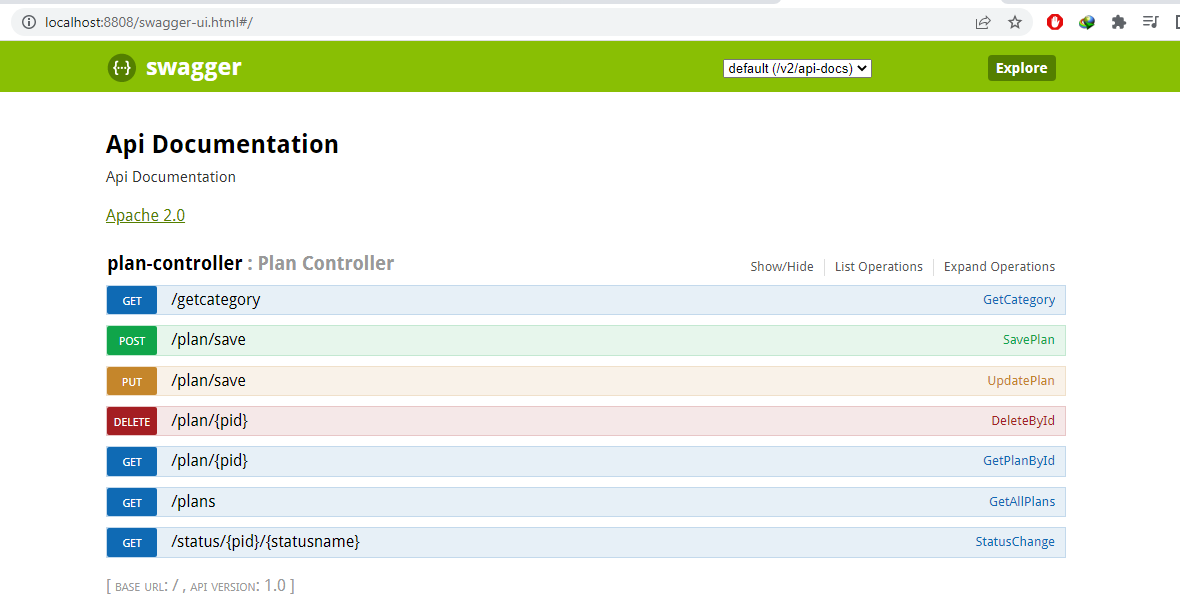 localhost:8808/swagger-ui.html#/
{···} swagger default (/v2/api-docs) Explore
Api Documentation
Api Documentation
Apache 2.0
plan-controller : Plan Controller Show/Hide List Operations Expand Operations
GET /getcategory GetCategory
POST /plan/save SavePlan
PUT /plan/save UpdatePlan
DELETE /plan/{pid} DeleteById
GET /plan/{pid} GetPlanById
GET /plans GetAllPlans
GET /status/{pid}/{statusname} StatusChange
[ BASE URL: / , API VERSION: 1.0 ]